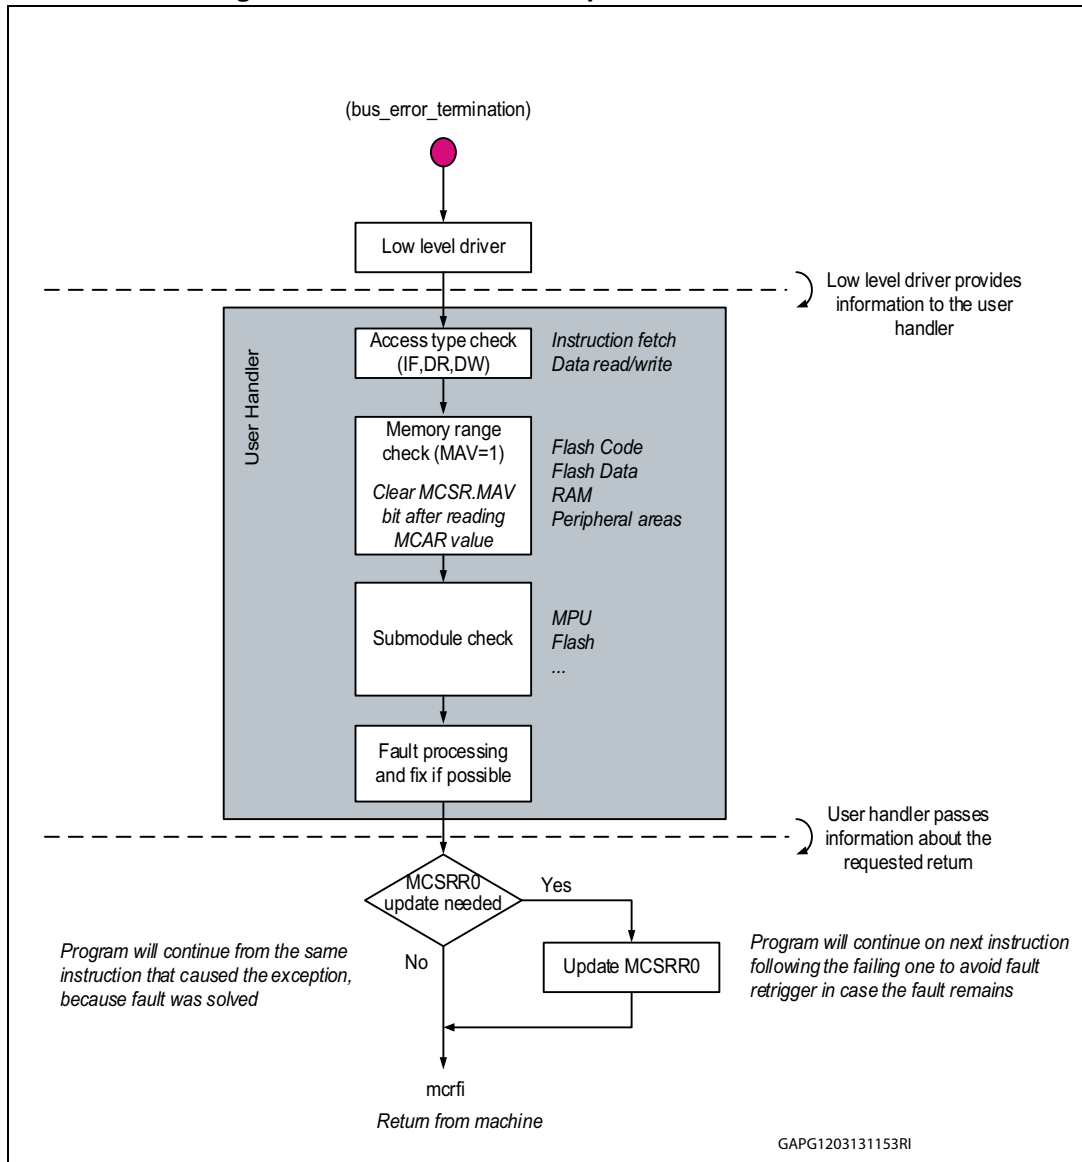 (bus_error_termination)
Low level driver
Low level driver provides
information to the user
handler
User Handler
Access type check
(IF,DR,DW)
Instruction fetch
Data read/write
Memory range
check (MAV=1)
Clear MCSR.MAV
bit after reading
MCAR value
Flash Code
Flash Data
RAM
Peripheral areas
Submodule check
MPU
Flash
...
Fault processing
and fix if possible
User handler passes
information about the
requested return
MCSRR0
update needed
Yes
No
Program will continue from the same
instruction that caused the exception,
because fault was solved
Update MCSRR0
Program will continue on next instruction
following the failing one to avoid fault
retrigger in case the fault remains
mcrfi
Return from machine
GAPG1203131153RI